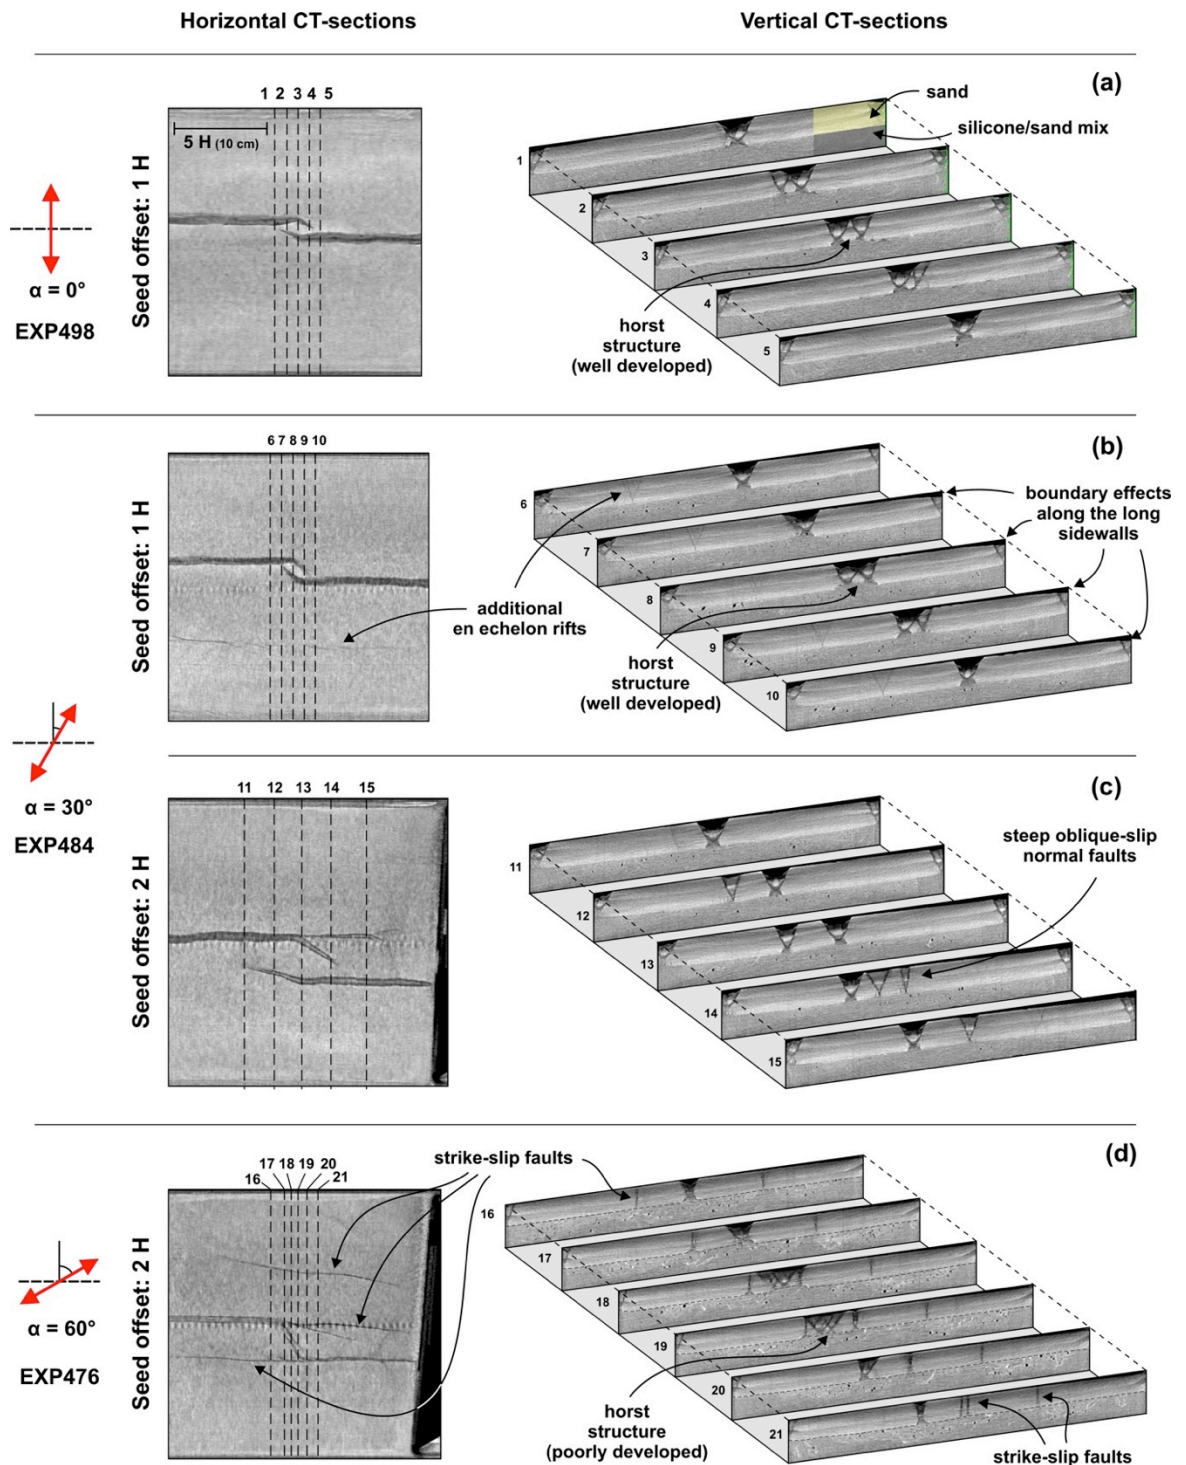 Horizontal CT-sections
Vertical CT-sections
(a)
1 2 3 4 5
5 H (10 cm)
Seed offset: 1 H
α = 0°
EXP498
sand
silicone/sand mix
1
2
3
4
5
horst
structure
(well developed)
(b)
6 7 8 9 10
Seed offset: 1 H
additional
en echelon rifts
6
7
8
9
10
boundary effects
along the long
sidewalls
horst
structure
(well developed)
α = 30°
EXP484
(c)
11 12 13 14 15
Seed offset: 2 H
11
12
13
14
15
steep oblique-slip
normal faults
(d)
16
17
18
19
20
21
Seed offset: 2 H
α = 60°
EXP476
strike-slip faults
16
17
18
19
20
21
horst
structure
(poorly developed)
strike-slip faults